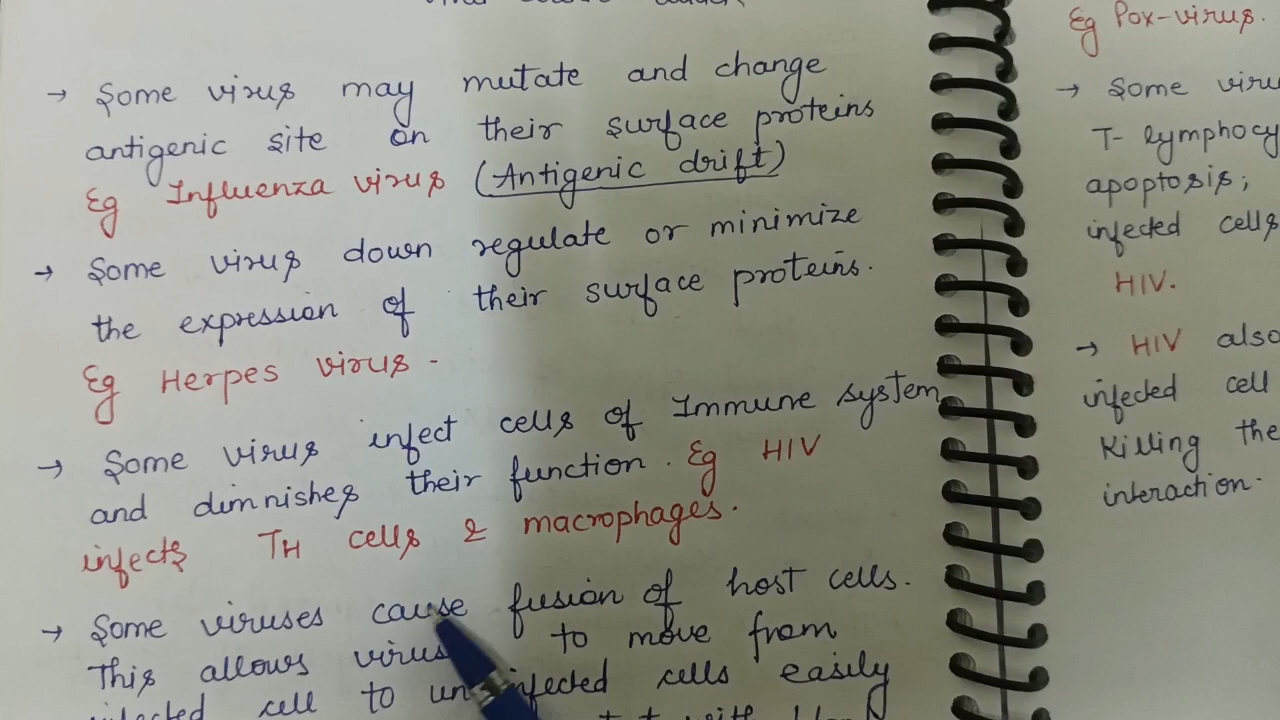 → Some virus may mutate and change
antigenic site on their surface proteins
Eg Influenza virus (Antigenic drift)
→ Some virus down regulate or minimize
the expression of their surface proteins.
Eg Herpes virus -
→ Some virus infect cells of Immune system
and diminishes their function. Eg HIV
infects TH cells & macrophages.
→ Some viruses cause fusion of host cells.
This allows virus to move from
infected cell to uninfected cells easily
Eg Pox-virus.
→ Some
T-
apoptosis;
infected cells
HIV.
→ HIV also
infected cell
Killing the
interaction.